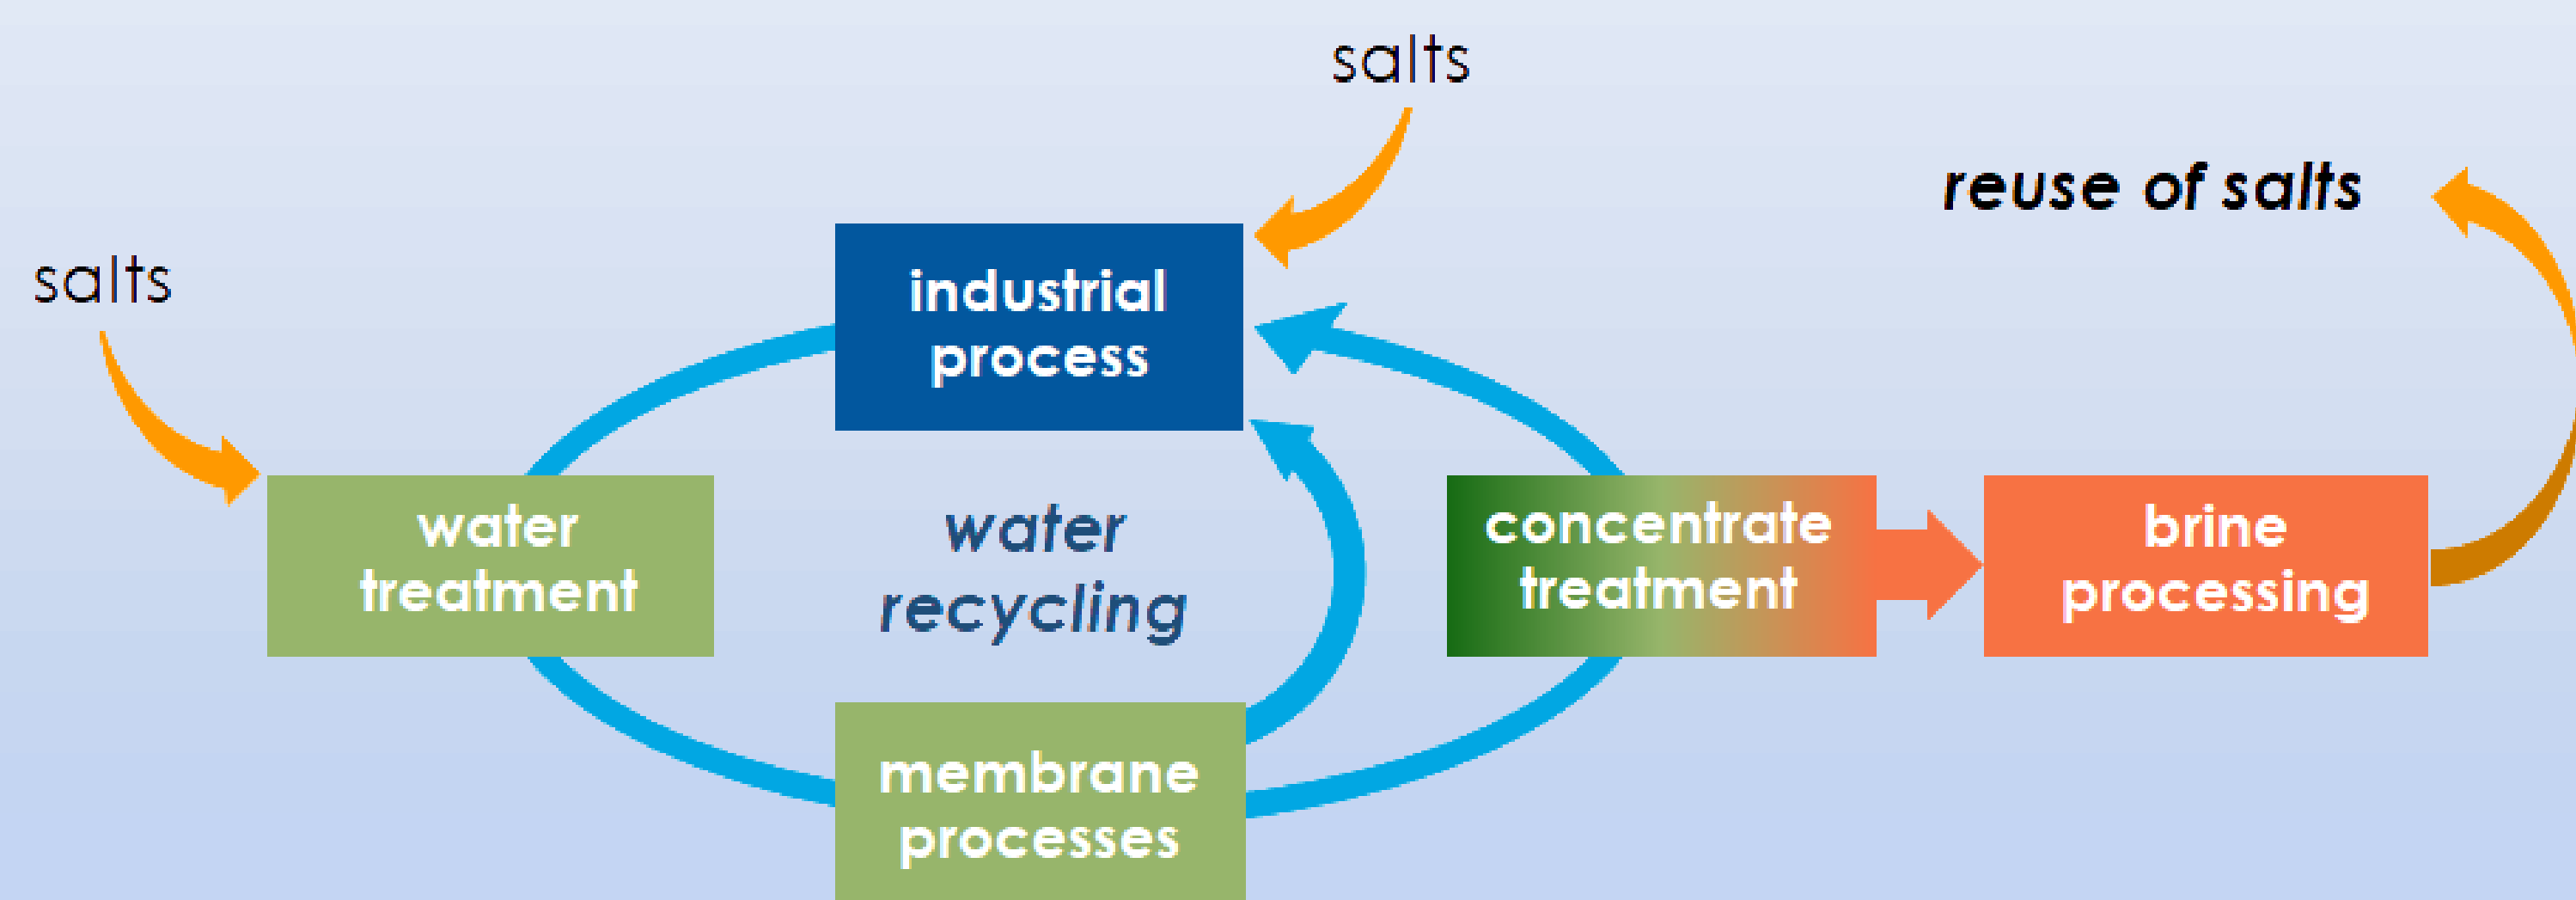 salts
reuse of salts
salts
industrial
process
water
treatment
water
recycling
concentrate
treatment
brine
processing
membrane
processes